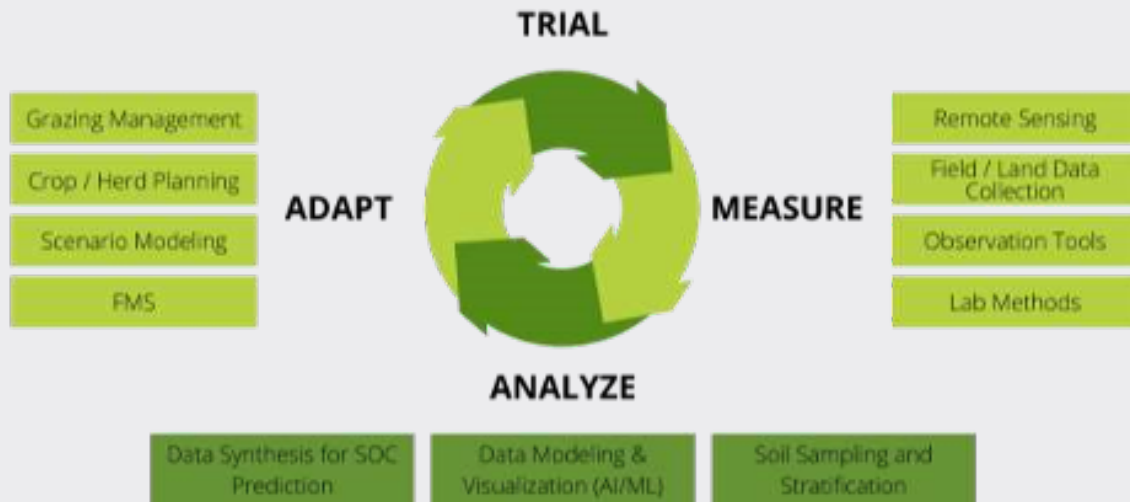 TRIAL
Grazing Management
Crop / Herd Planning
Scenario Modeling
FMS
ADAPT
MEASURE
Remote Sensing
Field / Land Data
Collection
Observation Tools
Lab Methods
ANALYZE
Data Synthesis for SOC
Prediction
Data Modeling &
Visualization (AI/ML)
Soil Sampling and
Stratification